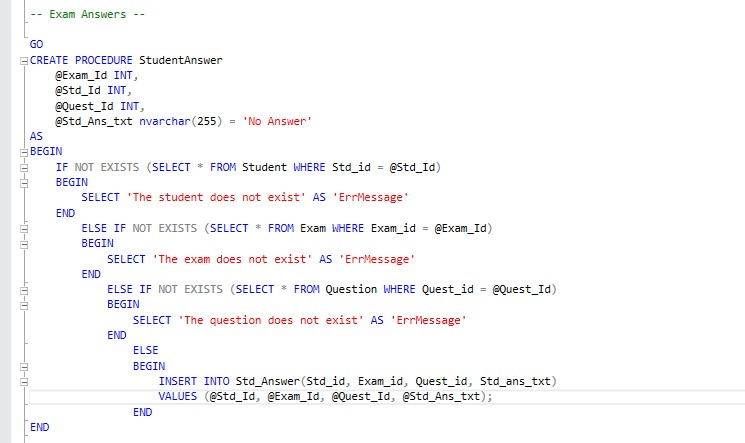 -- Exam Answers --
GO
CREATE PROCEDURE StudentAnswer
@Exam_Id INT,
@Std_Id INT,
@Quest_Id INT,
@Std_Ans_txt nvarchar(255) = 'No Answer'
AS
BEGIN
IF NOT EXISTS (SELECT * FROM Student WHERE Std_id = @Std_Id)
BEGIN
SELECT 'The student does not exist' AS 'ErrMessage'
END
ELSE IF NOT EXISTS (SELECT * FROM Exam WHERE Exam_id = @Exam_Id)
BEGIN
SELECT 'The exam does not exist' AS 'ErrMessage'
END
ELSE IF NOT EXISTS (SELECT * FROM Question WHERE Quest_id = @Quest_Id)
BEGIN
SELECT 'The question does not exist' AS 'ErrMessage'
END
ELSE
BEGIN
INSERT INTO Std_Answer(Std_id, Exam_id, Quest_id, Std_ans_txt)
VALUES (@Std_Id, @Exam_Id, @Quest_Id, @Std_Ans_txt);
END
END